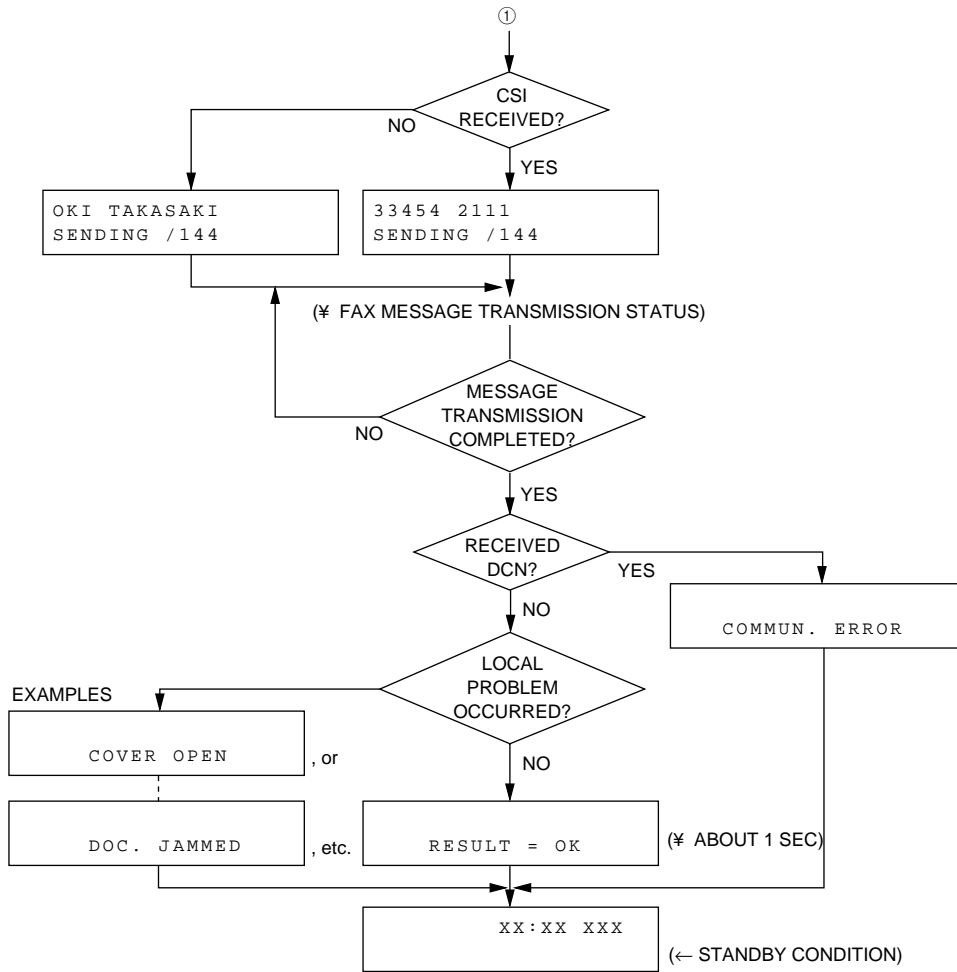 ①
CSI
RECEIVED?
NO
YES
OKI TAKASAKI
SENDING /144
33454 2111
SENDING /144
(¥ FAX MESSAGE TRANSMISSION STATUS)
MESSAGE
TRANSMISSION
COMPLETED?
NO
YES
RECEIVED
DCN?
YES
NO
COMMUN. ERROR
LOCAL
PROBLEM
OCCURRED?
EXAMPLES
COVER OPEN
, or
NO
DOC. JAMMED
, etc.
RESULT = OK
(¥ ABOUT 1 SEC)
XX:XX XXX
(← STANDBY CONDITION)